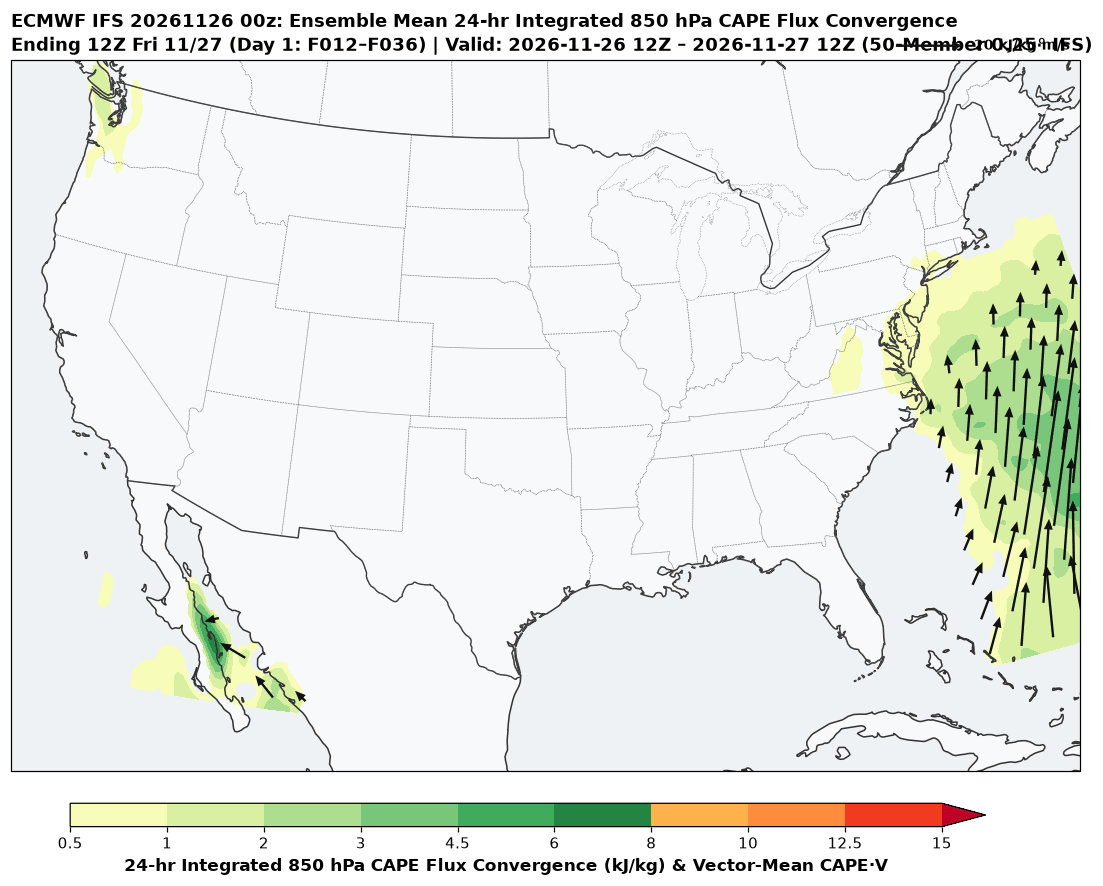 ECMWF IFS 20261126 00z: Ensemble Mean 24-hr Integrated 850 hPa CAPE Flux Convergence
Ending 12Z Fri 11/27 (Day 1: F012–F036) | Valid: 2026-11-26 12Z – 2026-11-27 12Z (50-Member 0.25° IFS)
0.5 1 2 3 4.5 6 8 10 12.5 15
24-hr Integrated 850 hPa CAPE Flux Convergence (kJ/kg) & Vector-Mean CAPE·V